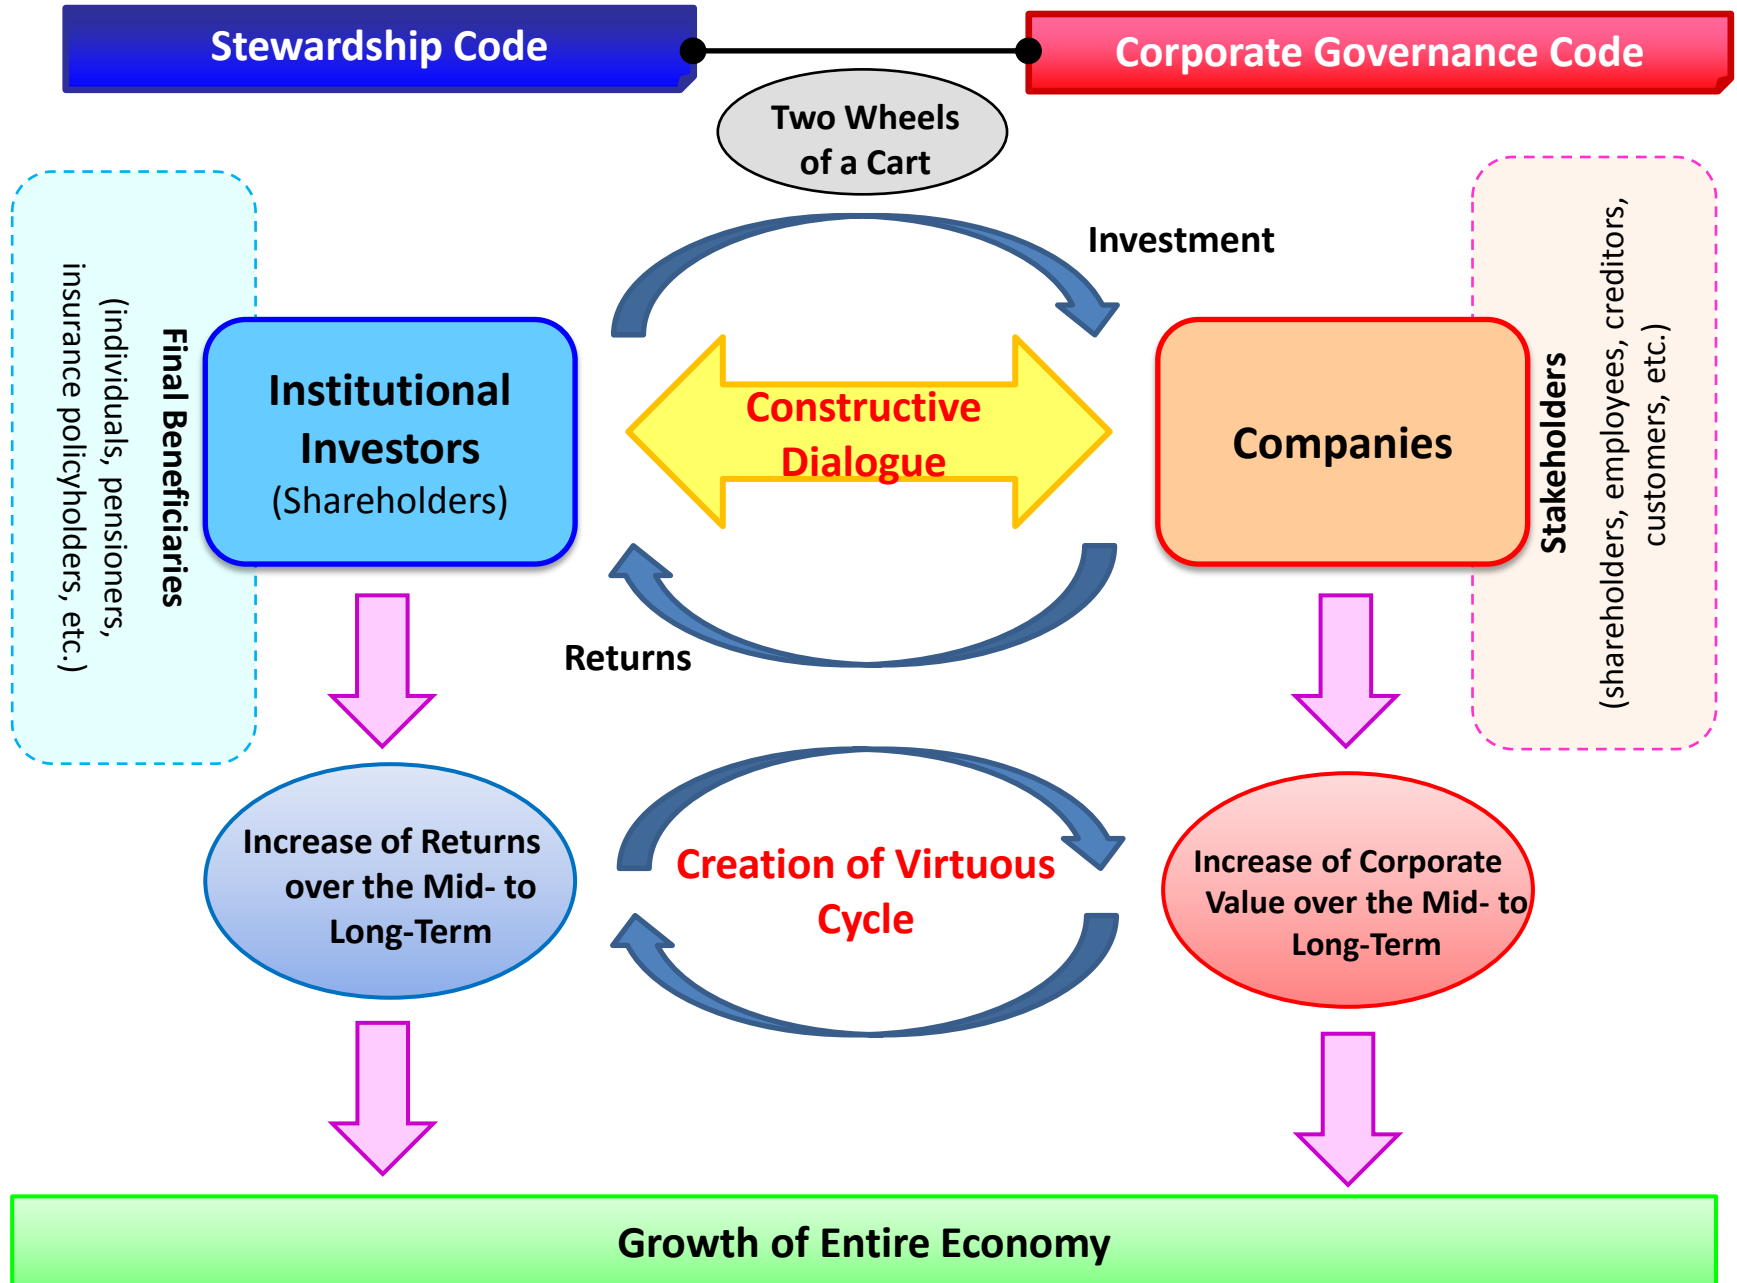 Stewardship Code
Corporate Governance Code
Two Wheels
of a Cart
Investment
Final Beneficiaries
(individuals, pensioners,
insurance policyholders, etc.)
Institutional
Investors
(Shareholders)
Constructive
Dialogue
Companies
Stakeholders
(shareholders, employees, creditors,
customers, etc.)
Returns
Increase of Returns
over the Mid- to
Long-Term
Creation of Virtuous
Cycle
Increase of Corporate
Value over the Mid- to
Long-Term
Growth of Entire Economy